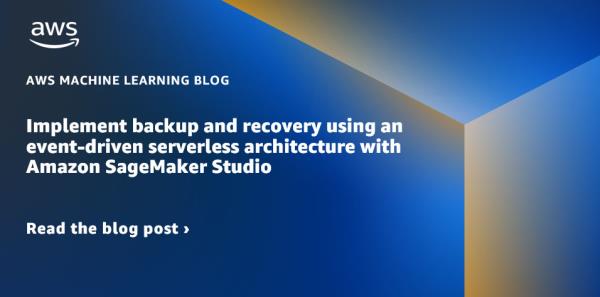 aws
AWS MACHINE LEARNING BLOG
Implement backup and recovery using an
event-driven serverless architecture with
Amazon SageMaker Studio
Read the blog post ›